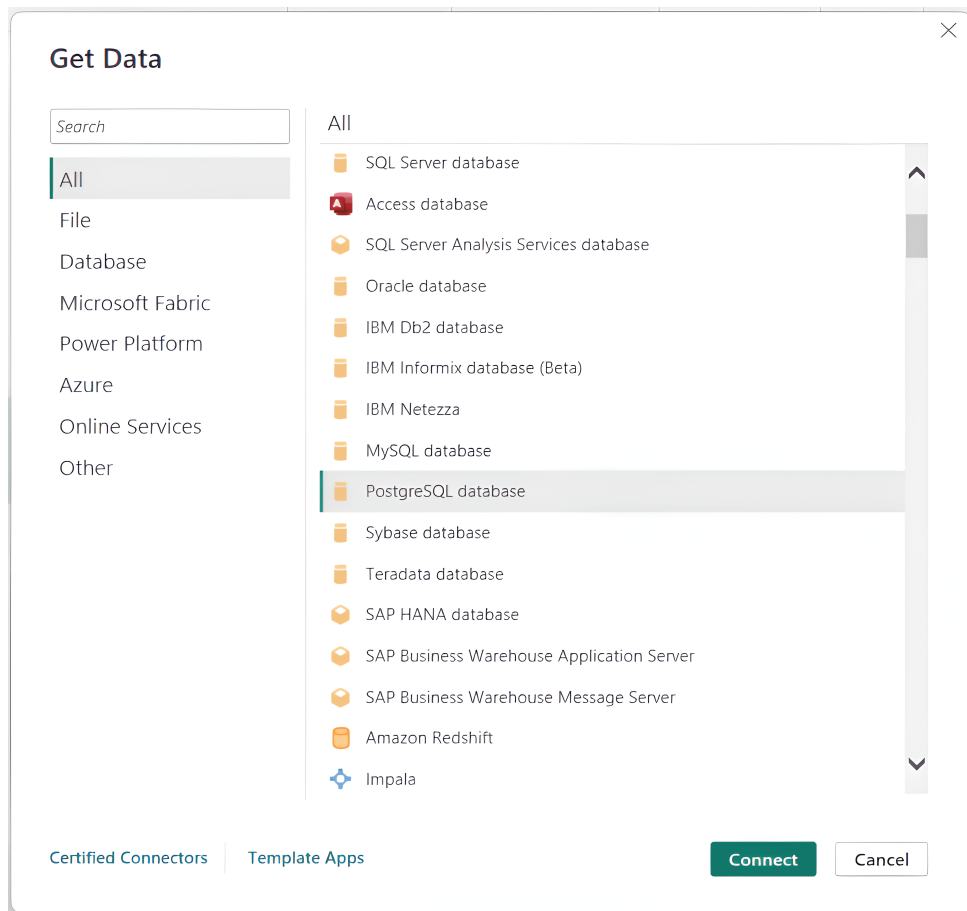 Get Data
Search
All
File
Database
Microsoft Fabric
Power Platform
Azure
Online Services
Other
All
SQL Server database
Access database
SQL Server Analysis Services database
Oracle database
IBM Db2 database
IBM Informix database (Beta)
IBM Netezza
MySQL database
PostgreSQL database
Sybase database
Teradata database
SAP HANA database
SAP Business Warehouse Application Server
SAP Business Warehouse Message Server
Amazon Redshift
Impala
Certified Connectors
Template Apps
Connect
Cancel